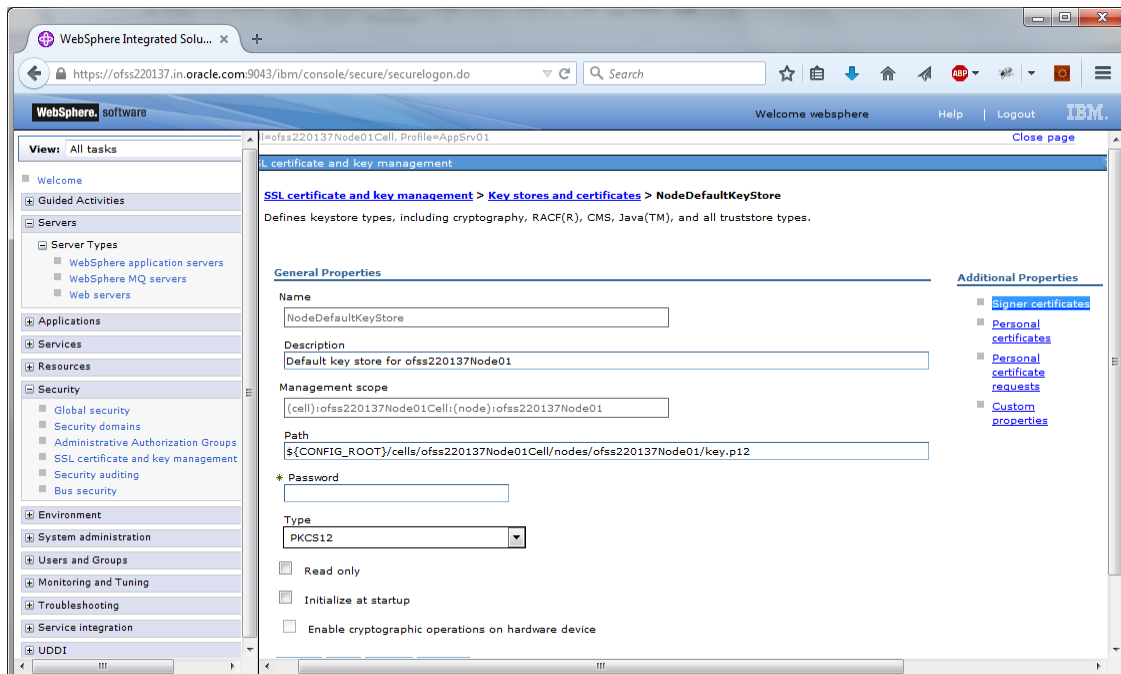 WebSphere Integrated Solu... ×
https://ofss220137.in.oracle.com:9043/ibm/console/secure/securelogon.do
Search
ABP
WebSphere. software
Welcome websphere
Help | Logout
IBM.
View: All tasks
Welcome
Guided Activities
Servers
Server Types
WebSphere application servers
WebSphere MQ servers
Web servers
Applications
Services
Resources
Security
Global security
Security domains
Administrative Authorization Groups
SSL certificate and key management
Security auditing
Bus security
Environment
System administration
Users and Groups
Monitoring and Tuning
Troubleshooting
Service integration
UDDI
l=ofss220137Node01Cell, Profile=AppSrv01
Close page
SL certificate and key management
SSL certificate and key management > Key stores and certificates > NodeDefaultKeyStore
Defines keystore types, including cryptography, RACF(R), CMS, Java(TM), and all truststore types.
General Properties
Name
NodeDefaultKeyStore
Description
Default key store for ofss220137Node01
Management scope
(cell):ofss220137Node01Cell:(node):ofss220137Node01
Path
${CONFIG_ROOT}/cells/ofss220137Node01Cell/nodes/ofss220137Node01/key.p12
* Password
Type
PKCS12
Read only
Initialize at startup
Enable cryptographic operations on hardware device
Additional Properties
Signer certificates
Personal
certificates
Personal
certificate
requests
Custom
properties